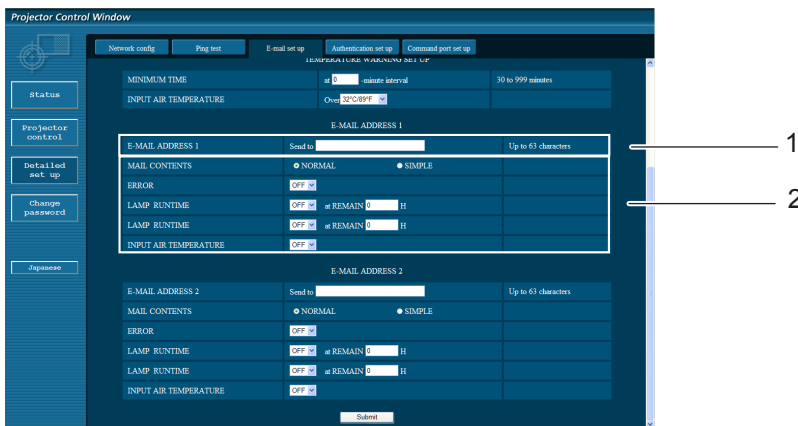 Projector Control Window
Network config Ping test E-mail set up Authentication set up Command port set up
TEMPERATURE WARNING SET UP
MINIMUM TIME at 0 -minute interval 30 to 999 minutes
INPUT AIR TEMPERATURE Over 32°C/89°F
E-MAIL ADDRESS 1
E-MAIL ADDRESS 1 Send to Up to 63 characters
MAIL CONTENTS NORMAL SIMPLE
ERROR OFF
LAMP RUNTIME OFF at REMAIN 0 H
LAMP RUNTIME OFF at REMAIN 0 H
INPUT AIR TEMPERATURE OFF
E-MAIL ADDRESS 2
E-MAIL ADDRESS 2 Send to Up to 63 characters
MAIL CONTENTS NORMAL SIMPLE
ERROR OFF
LAMP RUNTIME OFF at REMAIN 0 H
LAMP RUNTIME OFF at REMAIN 0 H
INPUT AIR TEMPERATURE OFF
Submit
Status
Projector
control
Detailed
set up
Change
password
Japanese
1
2